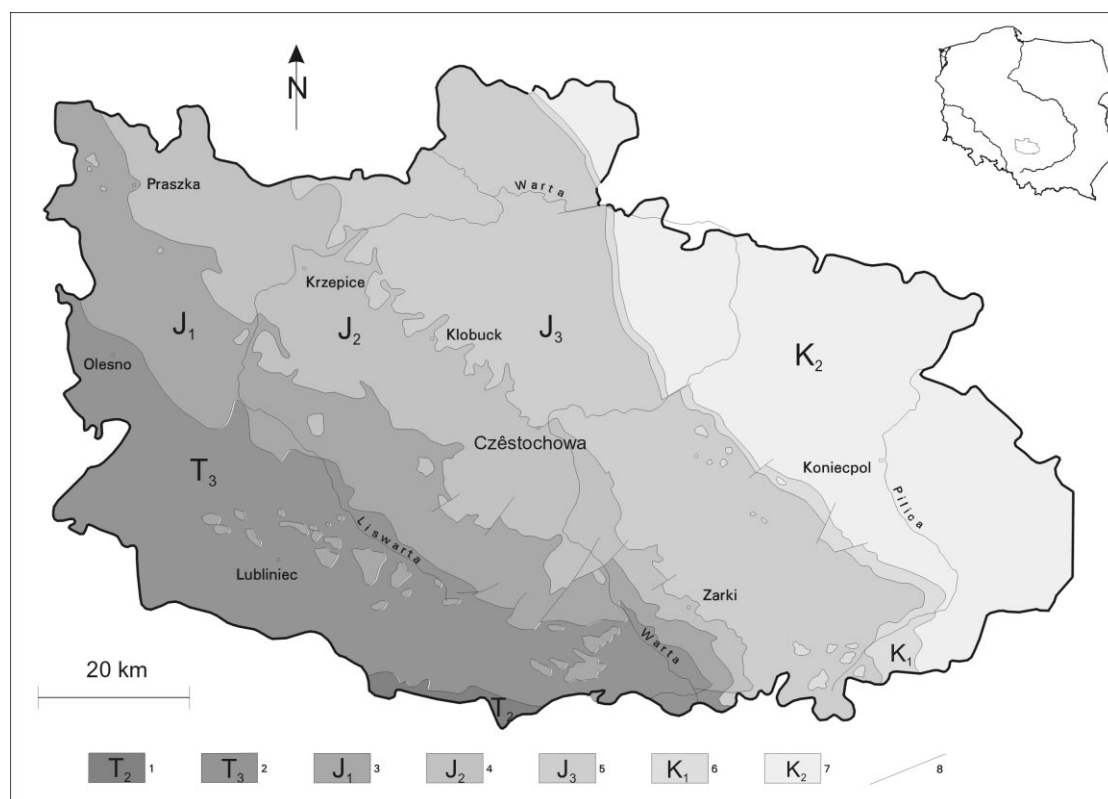 N
Praszka
Warta
Krzepice
J₁
J₂
Klobuck
J₃
K₂
Olesno
Czêstochowa
Koniecpol
T₃
Pilica
Liswarta
Lubliniec
Zarki
Warta
K₁
20 km
T₂
T₂ 1 T₃ 2 J₁ 3 J₂ 4 J₃ 5 K₁ 6 K₂ 7 8